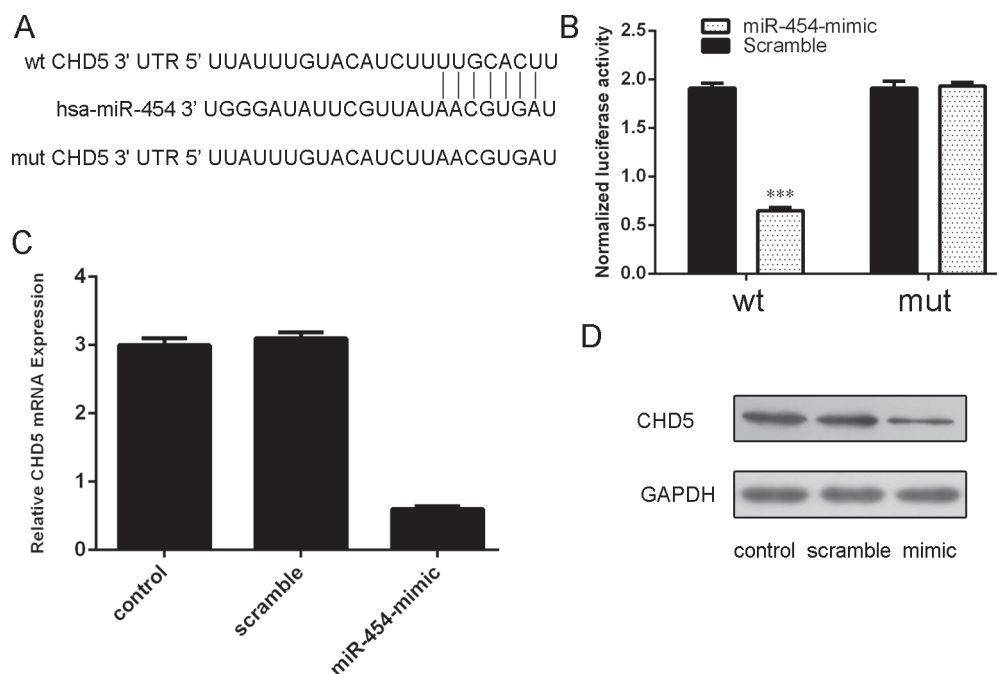 A
wt CHD5 3' UTR 5' UUAUUUGUACAUCUUUUGCACUU
hsa-miR-454 3' UGGGAUAUUCGUUAUAACGUGAU
mut CHD5 3' UTR 5' UUAUUUGUACAUCUUAACGUGAU
B
miR-454-mimic
Scramble
Normalized luciferase activity
2.5
2.0
1.5
1.0
0.5
0.0
***
wt
mut
C
Relative CHD5 mRNA Expression
4
3
2
1
0
control
scramble
miR-454-mimic
D
CHD5
GAPDH
control scramble mimic